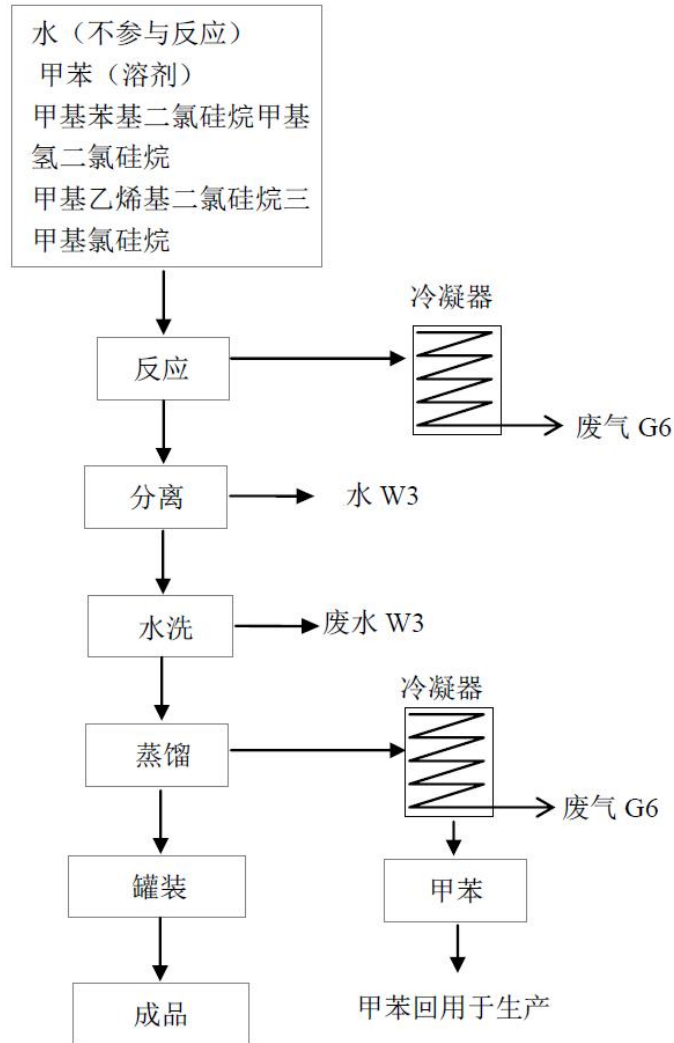 水（不参与反应）
甲苯（溶剂）
甲基苯基二氯硅烷甲基
氢二氯硅烷
甲基乙烯基二氯硅烷三
甲基氯硅烷
冷凝器
反应
废气 G6
分离
水 W3
水洗
废水 W3
冷凝器
蒸馏
废气 G6
罐装
甲苯
成品
甲苯回用于生产